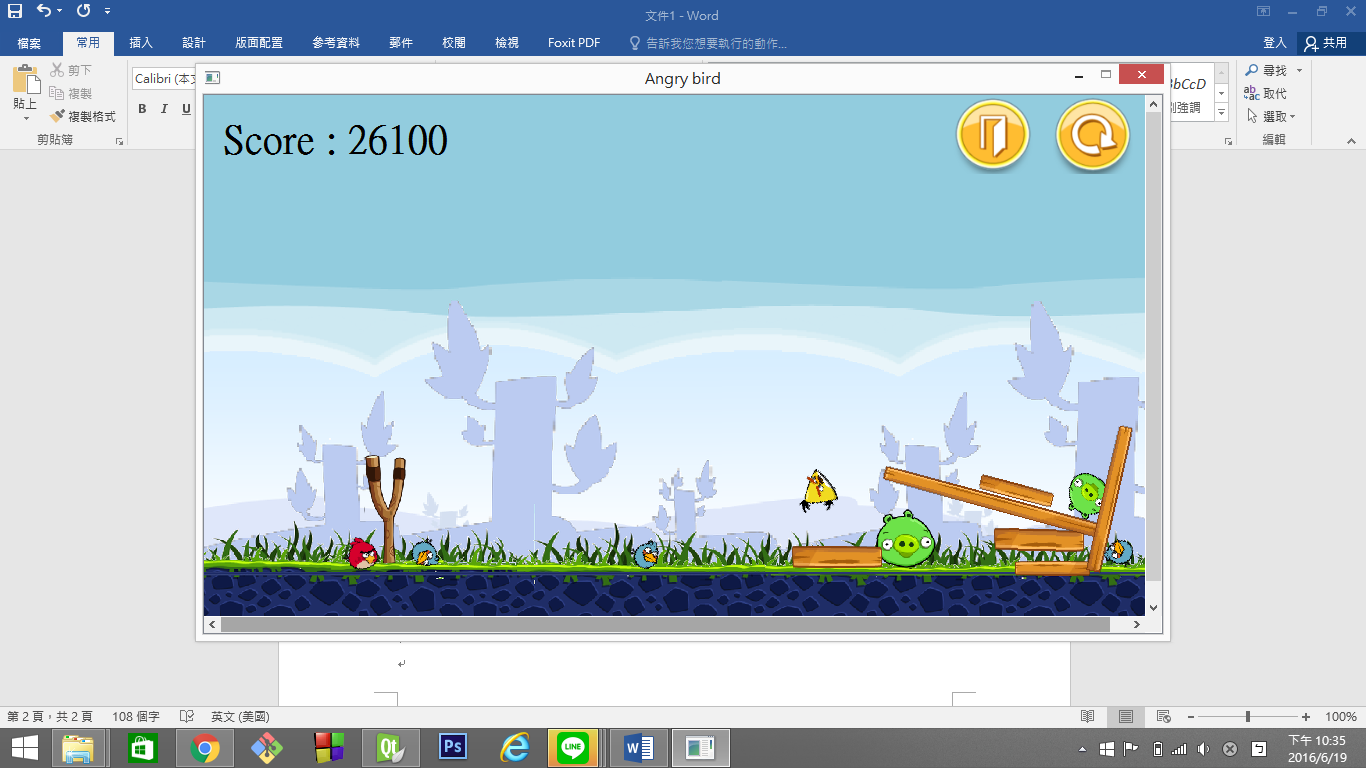 文件1 - Word
檔案 常用 插入 設計 版面配置 參考資料 郵件 校閱 檢視 Foxit PDF 告訴我您想要執行的動作... 登入 共用
貼上
剪下
複製
複製格式
剪貼簿
Calibri (本文
B I U
尋找
取代
選取
編輯
Angry bird
Score : 26100
第 2 頁，共 2 頁 108 個字 英文 (美國) 100%
Qt
Ps
LINE
下午 10:35
2016/6/19